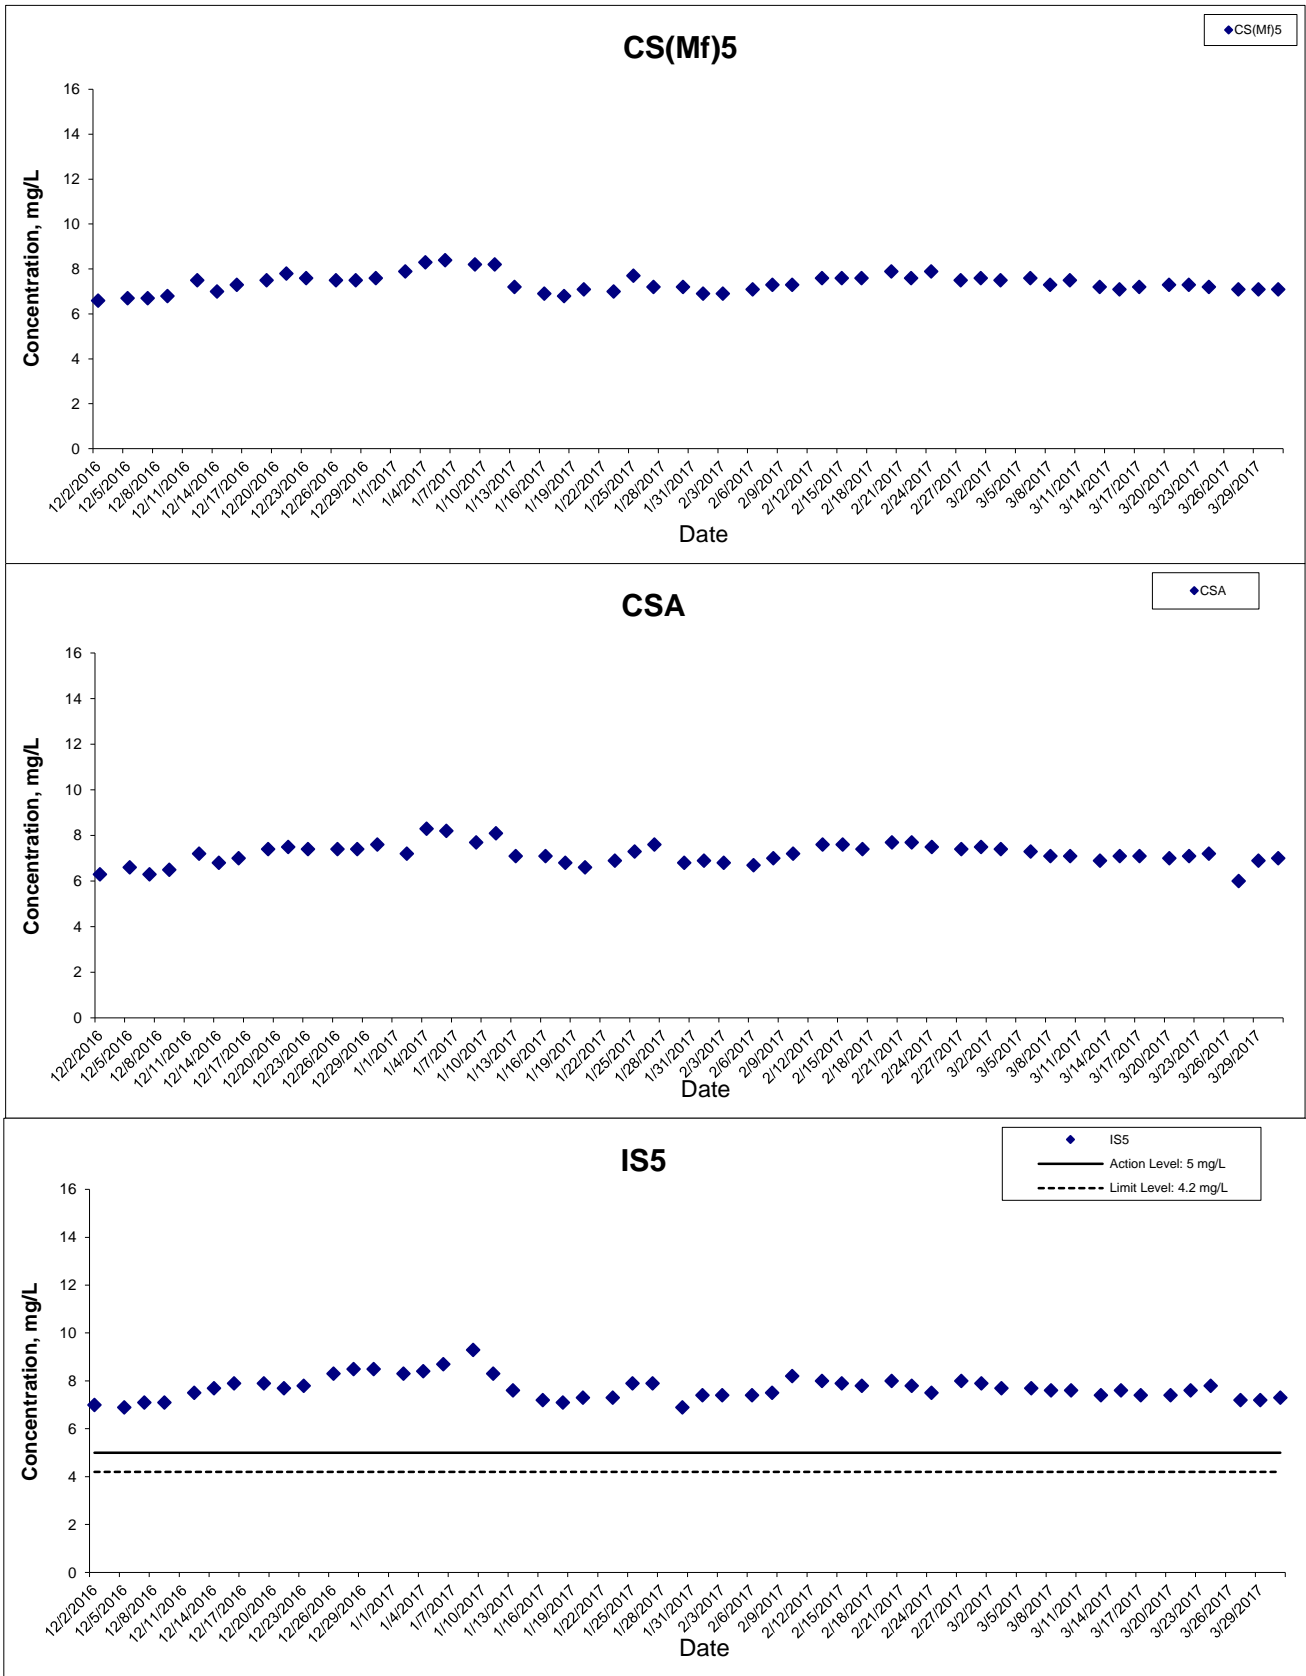 CS(Mf)5
CS(Mf)5
16
14
12
10
8
6
4
2
0
Concentration, mg/L
12/2/2016 12/5/2016 12/8/2016 12/11/2016 12/14/2016 12/17/2016 12/20/2016 12/23/2016 12/26/2016 12/29/2016 1/1/2017 1/4/2017 1/7/2017 1/10/2017 1/13/2017 1/16/2017 1/19/2017 1/22/2017 1/25/2017 1/28/2017 1/31/2017 2/3/2017 2/6/2017 2/9/2017 2/12/2017 2/15/2017 2/18/2017 2/21/2017 2/24/2017 2/27/2017 3/2/2017 3/5/2017 3/8/2017 3/11/2017 3/14/2017 3/17/2017 3/20/2017 3/23/2017 3/26/2017 3/29/2017
Date
CSA
CSA
16
14
12
10
8
6
4
2
0
Concentration, mg/L
12/2/2016 12/5/2016 12/8/2016 12/11/2016 12/14/2016 12/17/2016 12/20/2016 12/23/2016 12/26/2016 12/29/2016 1/1/2017 1/4/2017 1/7/2017 1/10/2017 1/13/2017 1/16/2017 1/19/2017 1/22/2017 1/25/2017 1/28/2017 1/31/2017 2/3/2017 2/6/2017 2/9/2017 2/12/2017 2/15/2017 2/18/2017 2/21/2017 2/24/2017 2/27/2017 3/2/2017 3/5/2017 3/8/2017 3/11/2017 3/14/2017 3/17/2017 3/20/2017 3/23/2017 3/26/2017 3/29/2017
Date
IS5
IS5
Action Level: 5 mg/L
Limit Level: 4.2 mg/L
16
14
12
10
8
6
4
2
0
Concentration, mg/L
12/2/2016 12/5/2016 12/8/2016 12/11/2016 12/14/2016 12/17/2016 12/20/2016 12/23/2016 12/26/2016 12/29/2016 1/1/2017 1/4/2017 1/7/2017 1/10/2017 1/13/2017 1/16/2017 1/19/2017 1/22/2017 1/25/2017 1/28/2017 1/31/2017 2/3/2017 2/6/2017 2/9/2017 2/12/2017 2/15/2017 2/18/2017 2/21/2017 2/24/2017 2/27/2017 3/2/2017 3/5/2017 3/8/2017 3/11/2017 3/14/2017 3/17/2017 3/20/2017 3/23/2017 3/26/2017 3/29/2017
Date